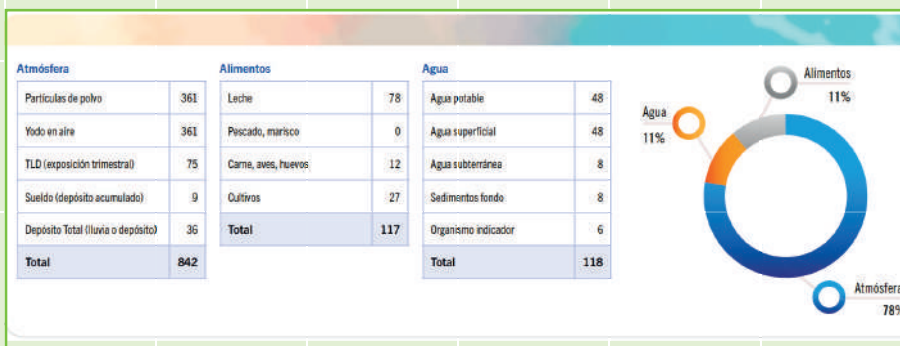 Atmósfera
Partículas de polvo 361
Yodo en aire 361
TLD (exposición trimestral) 75
Sueldo (depósito acumulado) 9
Depósito Total (lluvia o depósito) 36
Total 842
Alimentos
Leche 78
Pescado, marisco 0
Carne, aves, huevos 12
Cultivos 27
Total 117
Agua
Agua potable 48
Agua superficial 48
Agua subterránea 8
Sedimentos fondo 8
Organismo indicador 6
Total 118
Alimentos
11%
Agua
11%
Atmósfera
78%